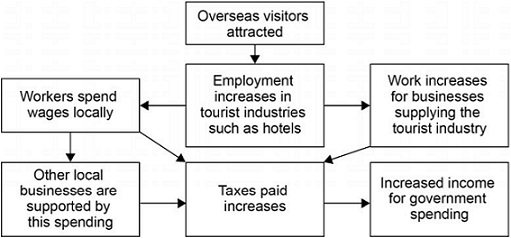 Overseas visitors
attracted
Employment
increases in
tourist industries
such as hotels
Workers spend
wages locally
Work increases
for businesses
supplying the
tourist industry
Other local
businesses are
supported by
this spending
Taxes paid
increases
Increased income
for government
spending